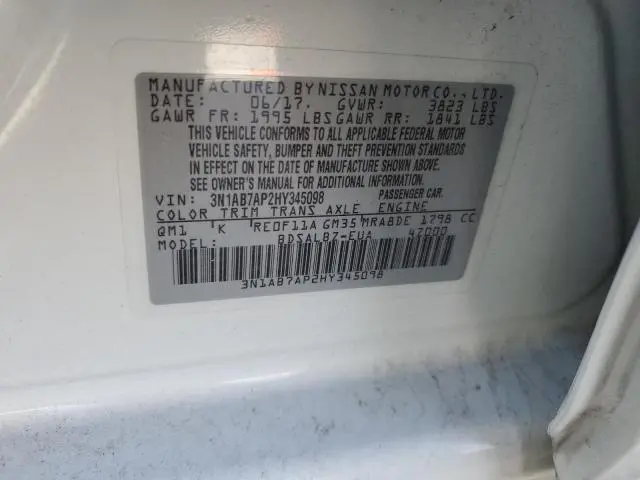 MANUFACTURED BY NISSAN MOTOR CO., LTD.
DATE: 06/17. GVWR: 3823 LBS
GAWR FR: 1995 LBS GAWR RR: 1841 LBS
THIS VEHICLE CONFORMS TO ALL APPLICABLE FEDERAL MOTOR
VEHICLE SAFETY, BUMPER AND THEFT PREVENTION STANDARDS
IN EFFECT ON THE DATE OF MANUFACTURE SHOWN ABOVE.
SEE OWNER'S MANUAL FOR ADDITIONAL INFORMATION.
VIN: 3N1AB7AP2HY345098 PASSENGER CAR.
COLOR TRIM TRANS AXLE ENGINE
QM1 K RE0F11A GM35 MRA8DE 1798 CC
MODEL: BDSALB7-EUA 47000
3N1AB7AP2HY345098